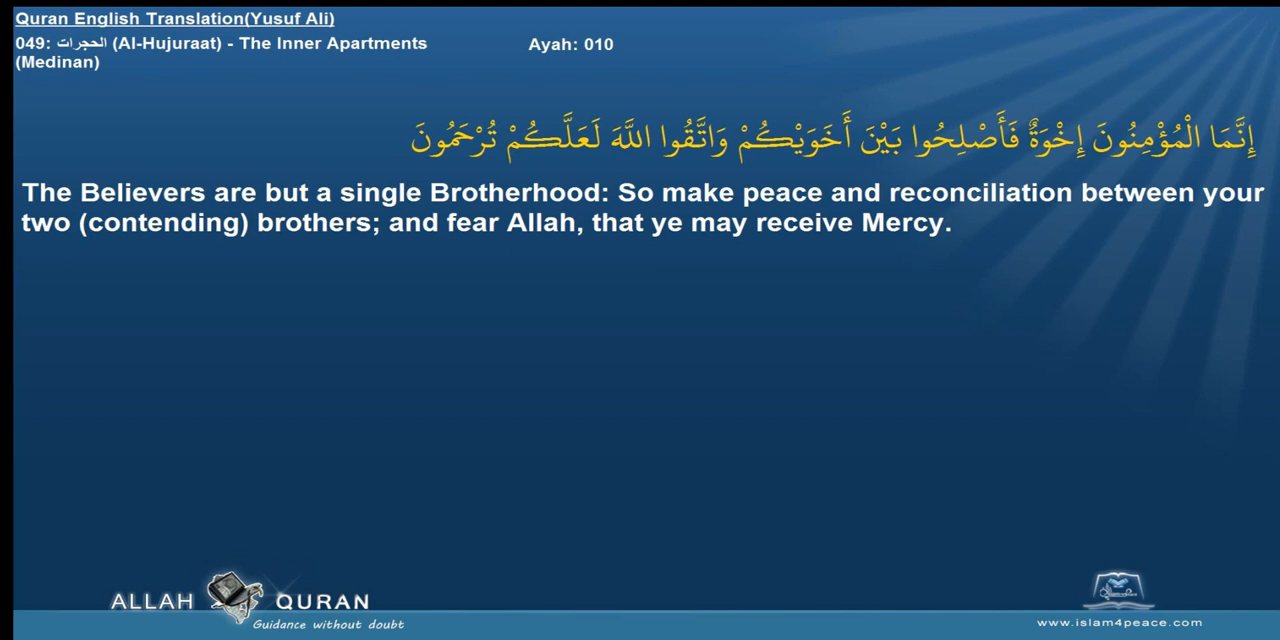 Quran English Translation(Yusuf Ali)
049: الحجرات (Al-Hujuraat) - The Inner Apartments
(Medinan)
Ayah: 010
إِنَّمَا الْمُؤْمِنُونَ إِخْوَةٌ فَأَصْلِحُوا بَيْنَ أَخَوَيْكُمْ وَاتَّقُوا اللَّهَ لَعَلَّكُمْ تُرْحَمُونَ
The Believers are but a single Brotherhood: So make peace and reconciliation between your
two (contending) brothers; and fear Allah, that ye may receive Mercy.
ALLAH QURAN
Guidance without doubt
www.islam4peace.com